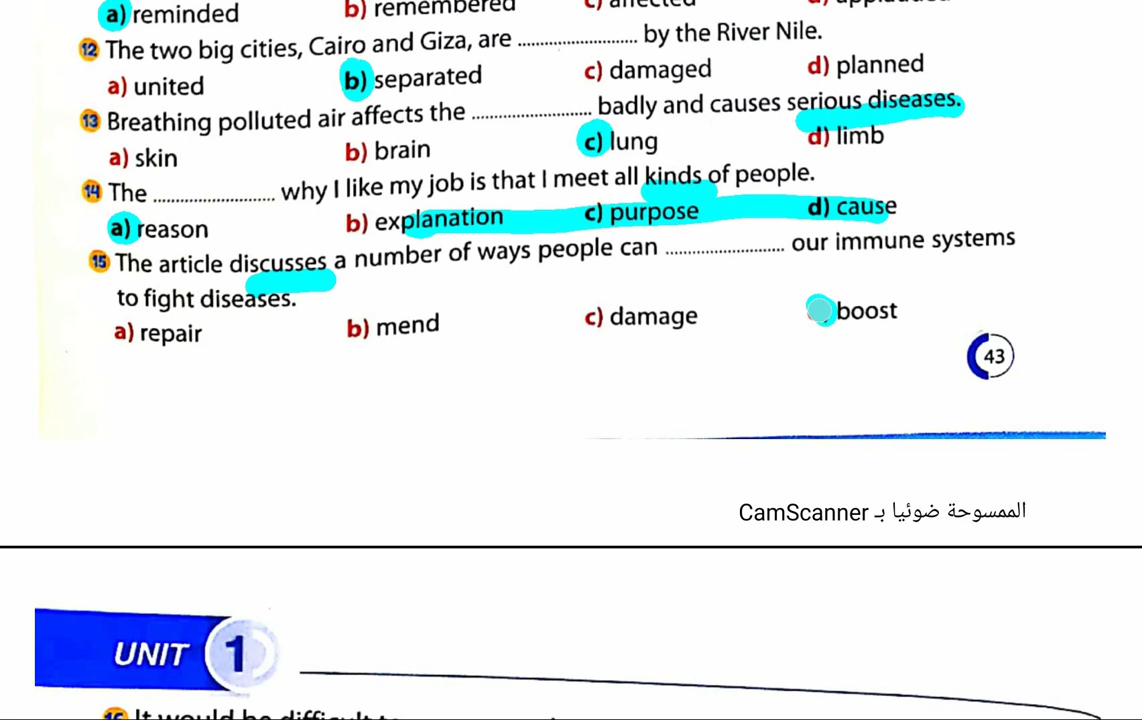 a) reminded b) remembered
12 The two big cities, Cairo and Giza, are ........................... by the River Nile.
a) united b) separated c) damaged d) planned
13 Breathing polluted air affects the ........................... badly and causes serious diseases.
a) skin b) brain c) lung d) limb
14 The ........................... why I like my job is that I meet all kinds of people.
a) reason b) explanation c) purpose d) cause
15 The article discusses a number of ways people can ........................... our immune systems
to fight diseases.
a) repair b) mend c) damage boost
43
الممسوحة ضوئيا بـ CamScanner
UNIT 1
It would be